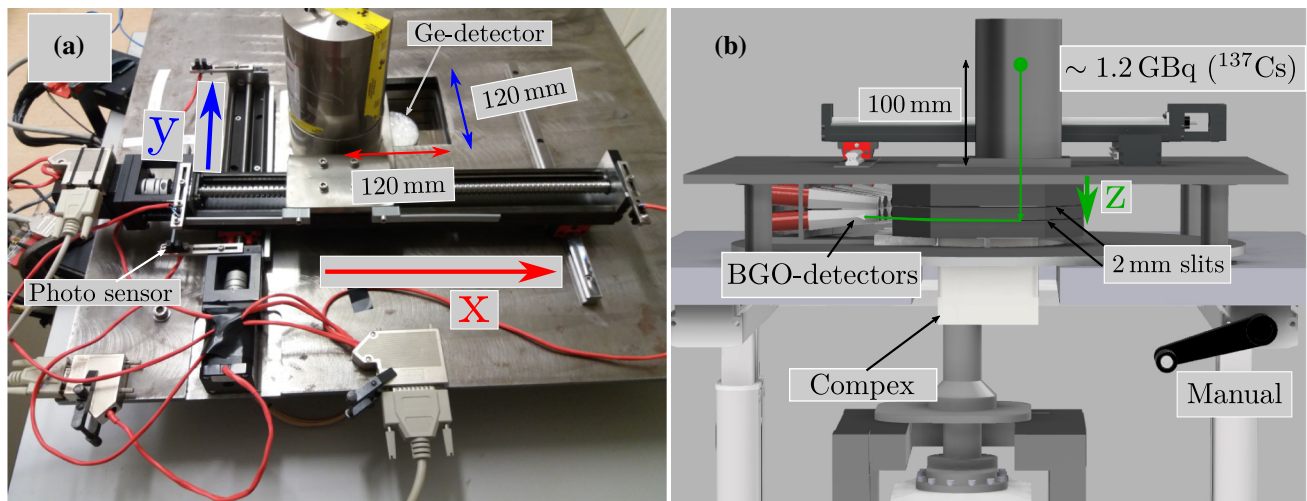 (a)
Ge-detector
120 mm
y
120 mm
Photo sensor
x
(b)
~ 1.2 GBq (¹³⁷Cs)
100 mm
z
BGO-detectors
2 mm slits
Compex
Manual